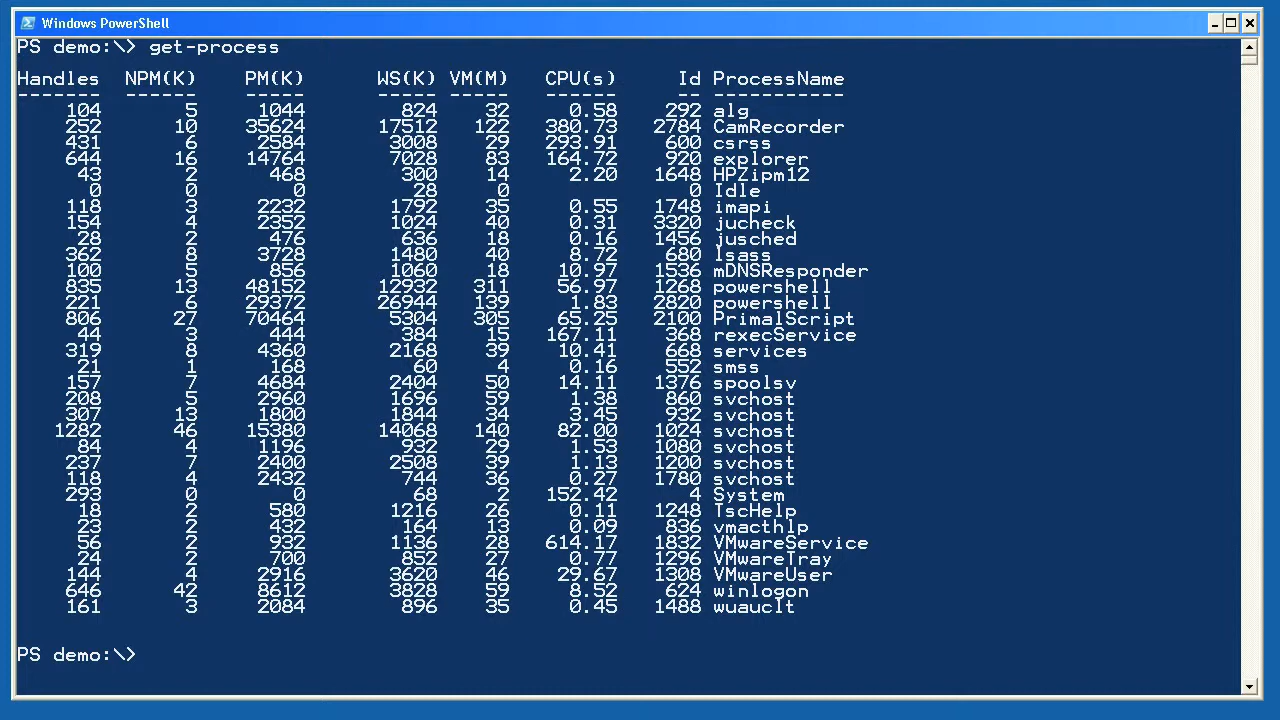 Windows PowerShell
PS demo:\> get-process
Handles NPM(K) PM(K) WS(K) VM(M) CPU(s) Id ProcessName
------- ------ ----- ----- ----- ------ -- -----------
104 5 1044 824 32 0.58 292 alg
252 10 35624 17512 122 380.73 2784 CamRecorder
431 6 2584 3008 29 293.91 600 csrss
644 16 14764 7028 83 164.72 920 explorer
43 2 468 300 14 2.20 1648 HPZipm12
0 0 0 28 0 0 Idle
118 3 2232 1792 35 0.55 1748 imapi
154 4 2352 1024 40 0.31 3320 jucheck
28 2 476 636 18 0.16 1456 jusched
362 8 3728 1480 40 8.72 680 lsass
100 5 856 1060 18 10.97 1536 mDNSResponder
835 13 48152 12932 311 56.97 1268 powershell
221 6 29372 26944 139 1.83 2820 powershell
806 27 70464 5304 305 65.25 2100 PrimalScript
44 3 444 384 15 167.11 368 rexecService
319 8 4360 2168 39 10.41 668 services
21 1 168 60 4 0.16 552 smss
157 7 4684 2404 50 14.11 1376 spoolsv
208 5 2960 1696 59 1.38 860 svchost
307 13 1800 1844 34 3.45 932 svchost
1282 46 15380 14068 140 82.00 1024 svchost
84 4 1196 932 29 1.53 1080 svchost
237 7 2400 2508 39 1.13 1200 svchost
118 4 2432 744 36 0.27 1780 svchost
293 0 0 68 2 152.42 4 System
18 2 580 1216 26 0.11 1248 TscHelp
23 2 432 164 13 0.09 836 vmacthlp
56 2 932 1136 28 614.17 1832 VMwareService
24 2 700 852 27 0.77 1296 VMwareTray
144 4 2916 3620 46 29.67 1308 VMwareUser
646 42 8612 3828 59 8.52 624 winlogon
161 3 2084 896 35 0.45 1488 wuauclt
PS demo:\>